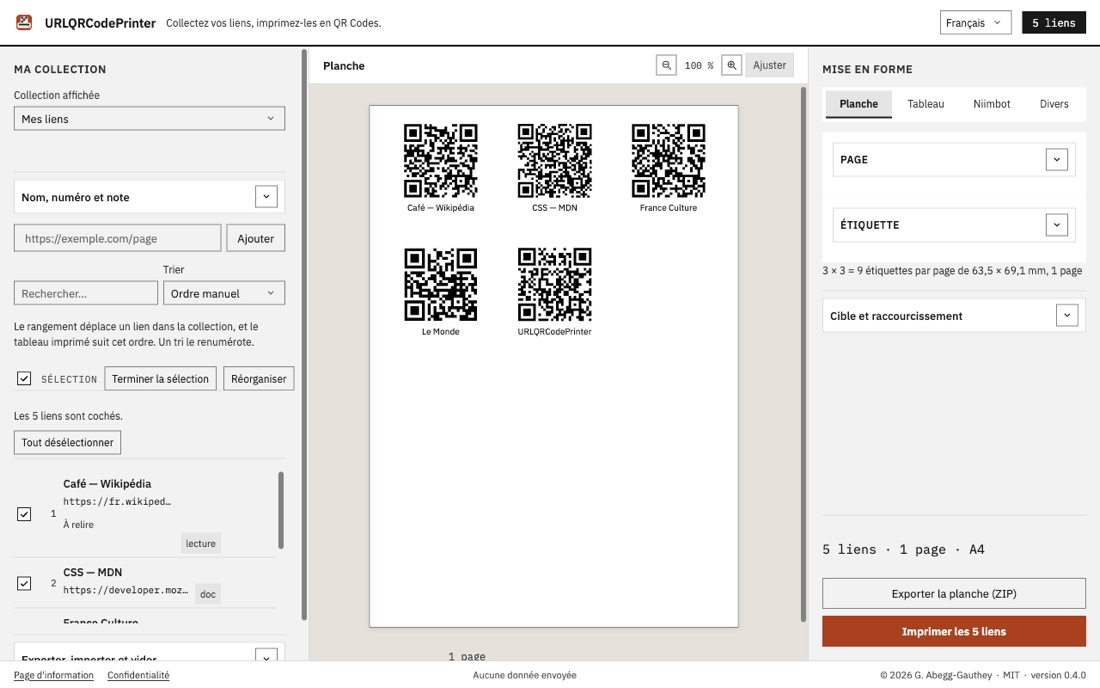 URLQRCodePrinter
Collectez vos liens, imprimez-les en QR Codes.
Français
5 liens
MA COLLECTION
Collection affichée
Mes liens
Nom, numéro et note
https://exemple.com/page
Ajouter
Trier
Rechercher…
Ordre manuel
Le rangement déplace un lien dans la collection, et le
tableau imprimé suit cet ordre. Un tri le renumérote.
SÉLECTION
Terminer la sélection
Réorganiser
Les 5 liens sont cochés.
Tout désélectionner
1
Café — Wikipédia
https://fr.wikiped…
À relire
lecture
2
CSS — MDN
https://developer.moz…
doc
France Culture
Exporter, importer et vider
Planche
100 %
Ajuster
Café — Wikipédia
CSS — MDN
France Culture
Le Monde
URLQRCodePrinter
1 page
MISE EN FORME
Planche
Tableau
Niimbot
Divers
PAGE
ÉTIQUETTE
3 × 3 = 9 étiquettes par page de 63,5 × 69,1 mm, 1 page
Cible et raccourcissement
5 liens · 1 page · A4
Exporter la planche (ZIP)
Imprimer les 5 liens
Page d'information
Confidentialité
Aucune donnée envoyée
© 2026 G. Abegg-Gauthey · MIT · version 0.4.0